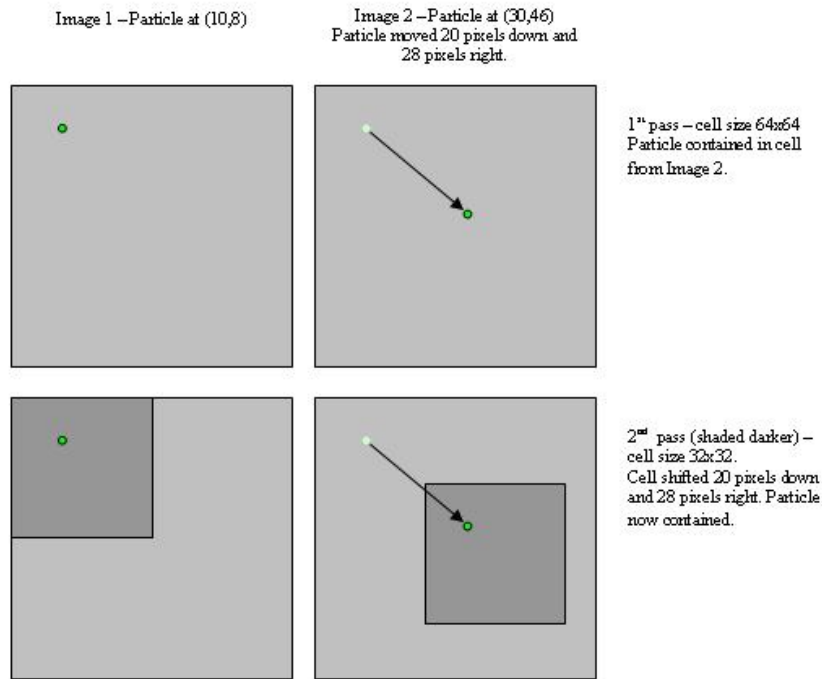 Image 1 – Particle at (10,8)
Image 2 – Particle at (30,46)
Particle moved 20 pixels down and
28 pixels right.
1st pass – cell size 64x64
Particle contained in cell
from Image 2.
2nd pass (shaded darker) –
cell size 32x32.
Cell shifted 20 pixels down
and 28 pixels right. Particle
now contained.